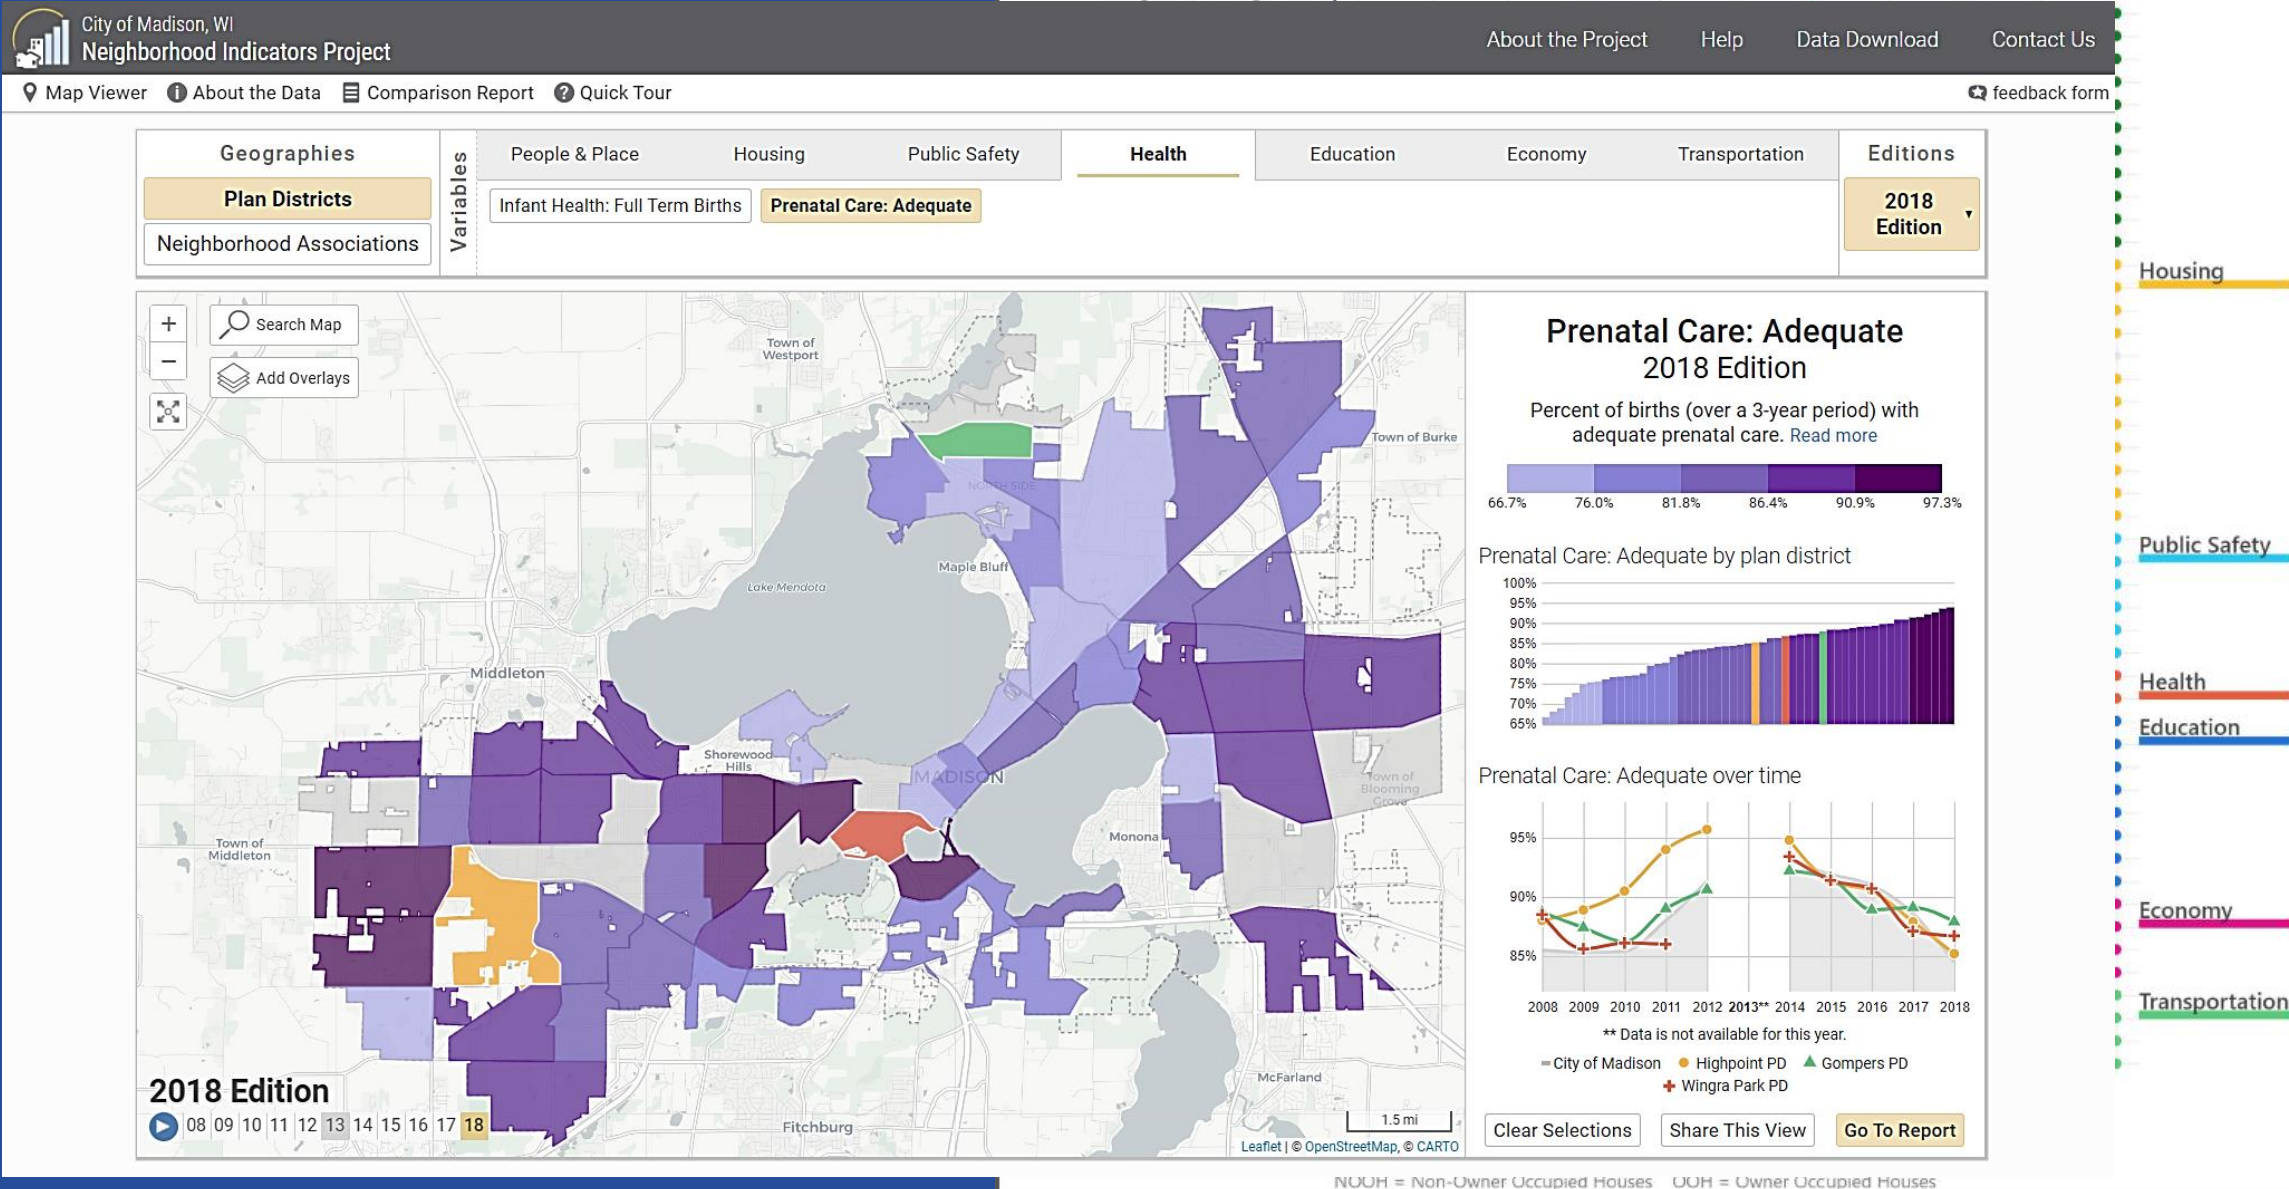 City of Madison, WI
Neighborhood Indicators Project
About the Project
Help
Data Download
Contact Us
Map Viewer
About the Data
Comparison Report
Quick Tour
feedback form
Geographies
Plan Districts
Neighborhood Associations
Variables
People & Place
Housing
Public Safety
Health
Education
Economy
Transportation
Infant Health: Full Term Births
Prenatal Care: Adequate
Editions
2018
Edition
+
−
Search Map
Add Overlays
Town of
Westport
Town of Burke
NORTH SIDE
Maple Bluff
Lake Mendota
Middleton
Shorewood
Hills
MADISON
Town of
Blooming
Grove
Monona
Town of
Middleton
McFarland
Fitchburg
2018 Edition
08 09 10 11 12 13 14 15 16 17 18
1.5 mi
Leaflet | © OpenStreetMap, © CARTO
Prenatal Care: Adequate
2018 Edition
Percent of births (over a 3-year period) with
adequate prenatal care. Read more
66.7% 76.0% 81.8% 86.4% 90.9% 97.3%
Prenatal Care: Adequate by plan district
100%
95%
90%
85%
80%
75%
70%
65%
Prenatal Care: Adequate over time
95%
90%
85%
2008 2009 2010 2011 2012 2013** 2014 2015 2016 2017 2018
** Data is not available for this year.
City of Madison Highpoint PD Gompers PD
Wingra Park PD
Clear Selections
Share This View
Go To Report
Housing
Public Safety
Health
Education
Economy
Transportation
NOOH = Non-Owner Occupied Houses OOH = Owner Occupied Houses